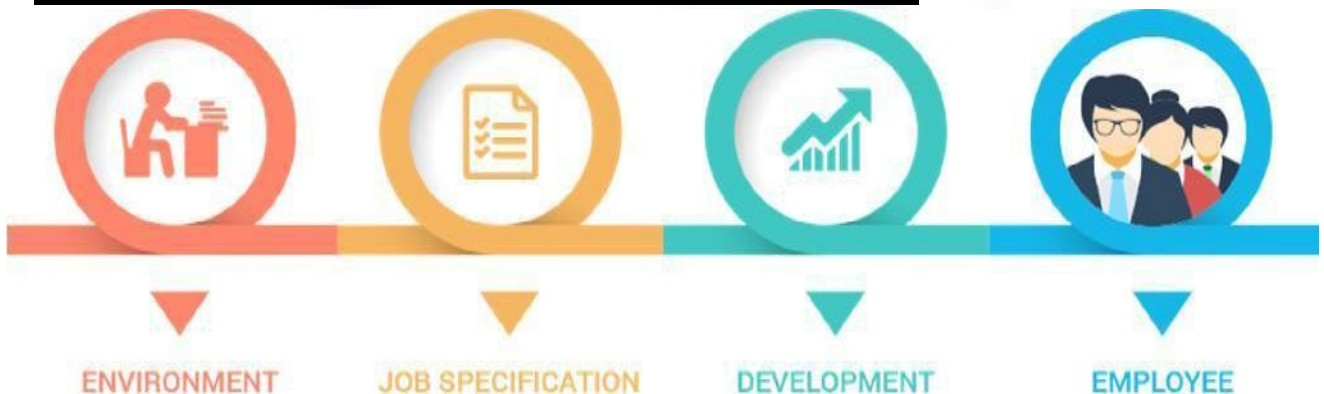 ENVIRONMENT
JOB SPECIFICATION
DEVELOPMENT
EMPLOYEE